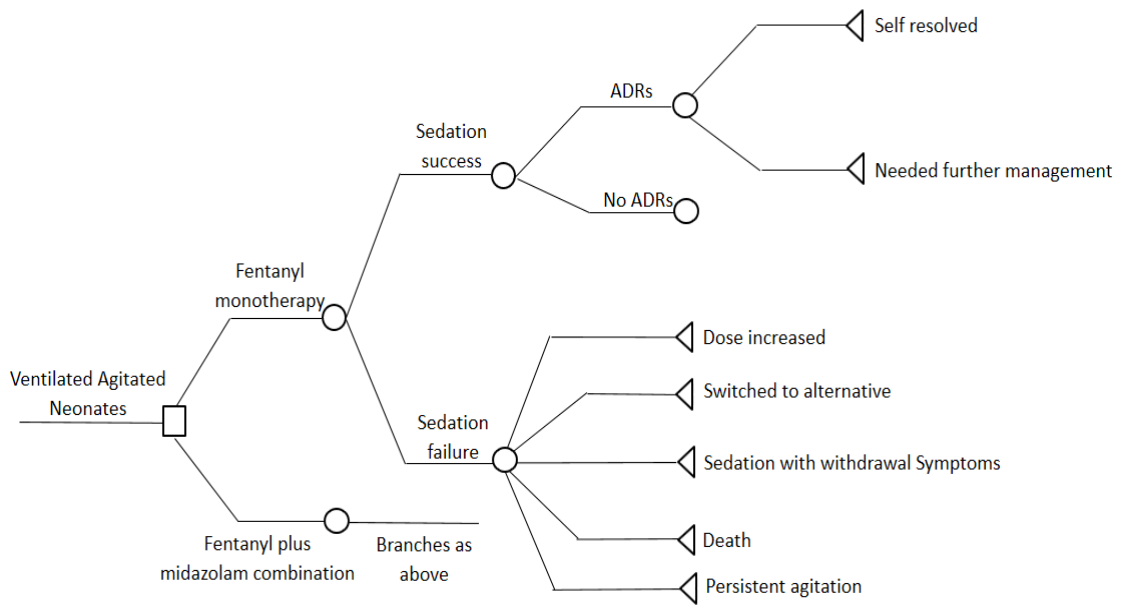 Self resolved
ADRs
Sedation
success
Needed further management
No ADRs
Fentanyl
monotherapy
Dose increased
Ventilated Agitated
Neonates
Switched to alternative
Sedation
failure
Sedation with withdrawal Symptoms
Fentanyl plus
midazolam combination
Branches as
above
Death
Persistent agitation